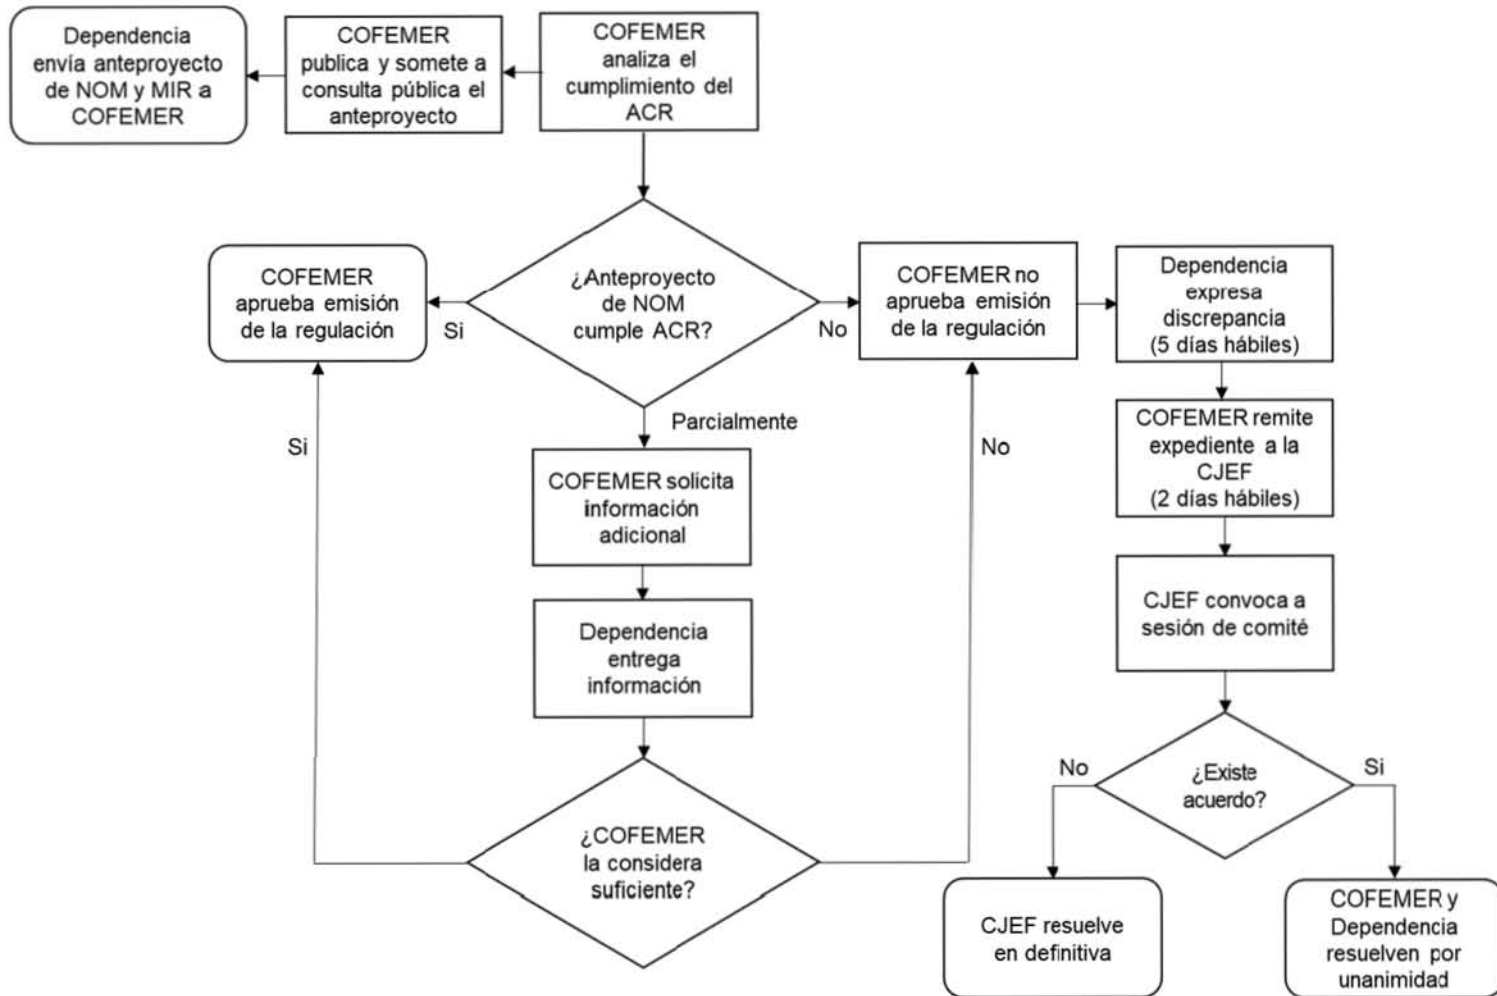 Dependencia
envía anteproyecto
de NOM y MIR a
COFEMER
COFEMER
publica y somete a
consulta pública el
anteproyecto
COFEMER
analiza el
cumplimiento del
ACR
¿Anteproyecto
de NOM
cumple ACR?
Si
No
Parcialmente
COFEMER
aprueba emisión
de la regulación
COFEMER no
aprueba emisión
de la regulación
Dependencia
expresa
discrepancia
(5 días hábiles)
COFEMER remite
expediente a la
CJEF
(2 días hábiles)
CJEF convoca a
sesión de comité
COFEMER solicita
información
adicional
Dependencia
entrega
información
¿COFEMER
la considera
suficiente?
Si
No
¿Existe
acuerdo?
No
Si
CJEF resuelve
en definitiva
COFEMER y
Dependencia
resuelven por
unanimidad